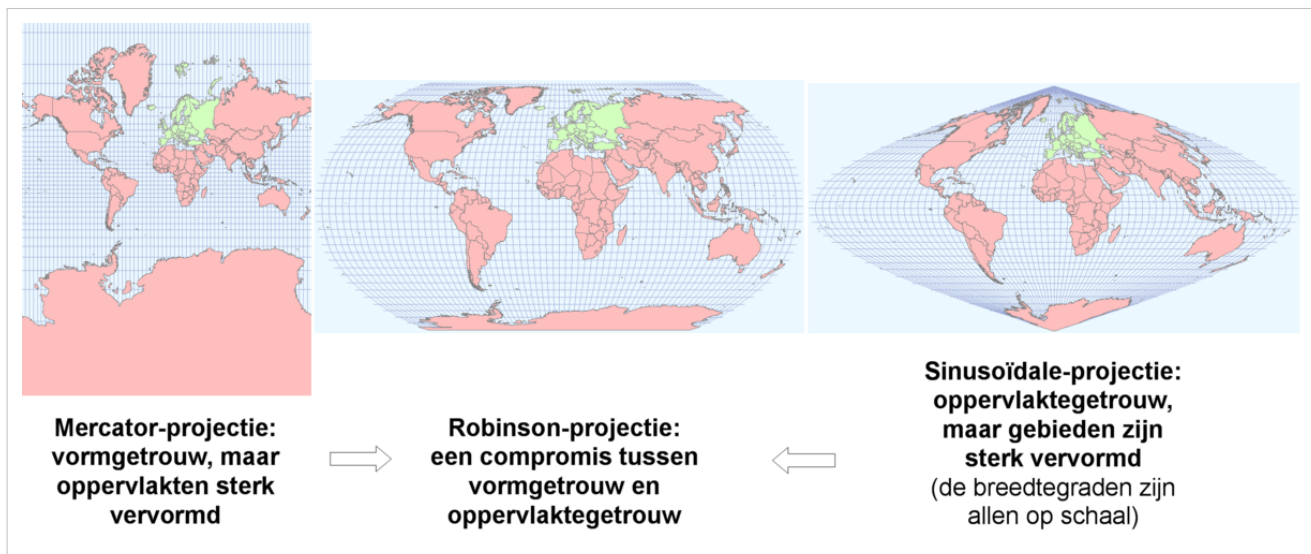 Mercator-projectie:
vormgetrouw, maar
oppervlakten sterk
vervormd
Robinson-projectie:
een compromis tussen
vormgetrouw en
oppervlaktegetrouw
Sinusoïdale-projectie:
oppervlaktegetrouw,
maar gebieden zijn
sterk vervormd
(de breedtegraden zijn
allen op schaal)